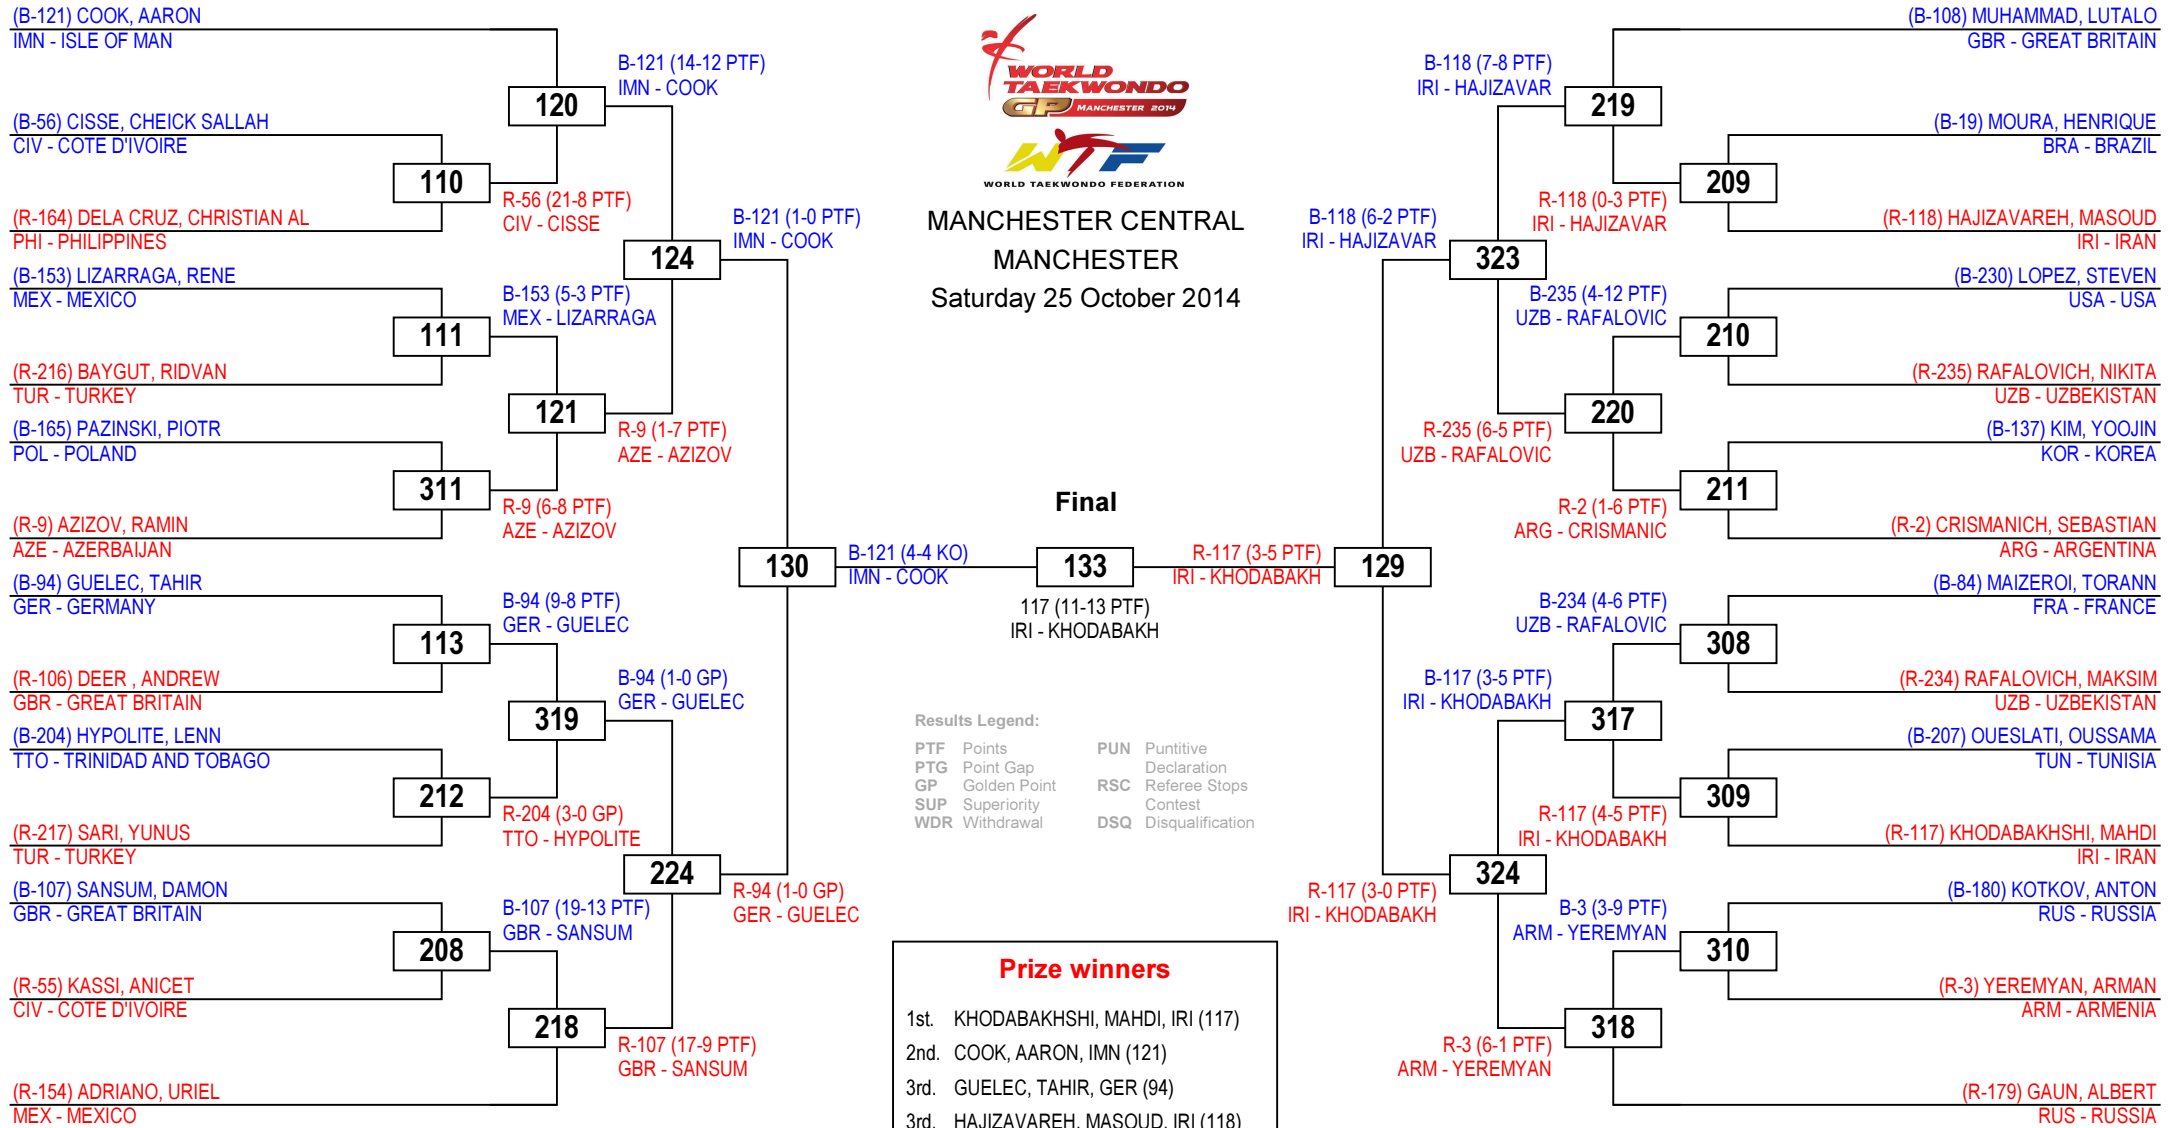 (B-121) COOK, AARON
IMN - ISLE OF MAN
(B-56) CISSE, CHEICK SALLAH
CIV - COTE D'IVOIRE
(R-164) DELA CRUZ, CHRISTIAN AL
PHI - PHILIPPINES
(B-153) LIZARRAGA, RENE
MEX - MEXICO
(R-216) BAYGUT, RIDVAN
TUR - TURKEY
(B-165) PAZINSKI, PIOTR
POL - POLAND
(R-9) AZIZOV, RAMIN
AZE - AZERBAIJAN
(B-94) GUELEC, TAHIR
GER - GERMANY
(R-106) DEER , ANDREW
GBR - GREAT BRITAIN
(B-204) HYPOLITE, LENN
TTO - TRINIDAD AND TOBAGO
(R-217) SARI, YUNUS
TUR - TURKEY
(B-107) SANSUM, DAMON
GBR - GREAT BRITAIN
(R-55) KASSI, ANICET
CIV - COTE D'IVOIRE
(R-154) ADRIANO, URIEL
MEX - MEXICO
110
111
311
113
212
208
R-56 (21-8 PTF)
CIV - CISSE
B-153 (5-3 PTF)
MEX - LIZARRAGA
R-9 (6-8 PTF)
AZE - AZIZOV
B-94 (9-8 PTF)
GER - GUELEC
R-204 (3-0 GP)
TTO - HYPOLITE
B-107 (19-13 PTF)
GBR - SANSUM
120
121
319
218
B-121 (14-12 PTF)
IMN - COOK
R-9 (1-7 PTF)
AZE - AZIZOV
B-94 (1-0 GP)
GER - GUELEC
R-107 (17-9 PTF)
GBR - SANSUM
124
224
B-121 (1-0 PTF)
IMN - COOK
R-94 (1-0 GP)
GER - GUELEC
130
B-121 (4-4 KO)
IMN - COOK
WORLD
TAEKWONDO
GP MANCHESTER 2014
WTF
WORLD TAEKWONDO FEDERATION
MANCHESTER CENTRAL
MANCHESTER
Saturday 25 October 2014
Final
133
117 (11-13 PTF)
IRI - KHODABAKH
Results Legend:
PTF Points
PTG Point Gap
GP Golden Point
SUP Superiority
WDR Withdrawal
PUN Puntitive
Declaration
RSC Referee Stops
Contest
DSQ Disqualification
Prize winners
1st. KHODABAKHSHI, MAHDI, IRI (117)
2nd. COOK, AARON, IMN (121)
3rd. GUELEC, TAHIR, GER (94)
3rd. HAJIZAVAREH, MASOUD, IRI (118)
R-117 (3-5 PTF)
IRI - KHODABAKH
129
B-118 (6-2 PTF)
IRI - HAJIZAVAR
R-117 (3-0 PTF)
IRI - KHODABAKH
323
324
B-118 (7-8 PTF)
IRI - HAJIZAVAR
R-235 (6-5 PTF)
UZB - RAFALOVIC
B-117 (3-5 PTF)
IRI - KHODABAKH
R-3 (6-1 PTF)
ARM - YEREMYAN
219
220
317
318
R-118 (0-3 PTF)
IRI - HAJIZAVAR
B-235 (4-12 PTF)
UZB - RAFALOVIC
R-2 (1-6 PTF)
ARG - CRISMANIC
B-234 (4-6 PTF)
UZB - RAFALOVIC
R-117 (4-5 PTF)
IRI - KHODABAKH
B-3 (3-9 PTF)
ARM - YEREMYAN
209
210
211
308
309
310
(B-108) MUHAMMAD, LUTALO
GBR - GREAT BRITAIN
(B-19) MOURA, HENRIQUE
BRA - BRAZIL
(R-118) HAJIZAVAREH, MASOUD
IRI - IRAN
(B-230) LOPEZ, STEVEN
USA - USA
(R-235) RAFALOVICH, NIKITA
UZB - UZBEKISTAN
(B-137) KIM, YOOJIN
KOR - KOREA
(R-2) CRISMANICH, SEBASTIAN
ARG - ARGENTINA
(B-84) MAIZEROI, TORANN
FRA - FRANCE
(R-234) RAFALOVICH, MAKSIM
UZB - UZBEKISTAN
(B-207) OUESLATI, OUSSAMA
TUN - TUNISIA
(R-117) KHODABAKHSHI, MAHDI
IRI - IRAN
(B-180) KOTKOV, ANTON
RUS - RUSSIA
(R-3) YEREMYAN, ARMAN
ARM - ARMENIA
(R-179) GAUN, ALBERT
RUS - RUSSIA